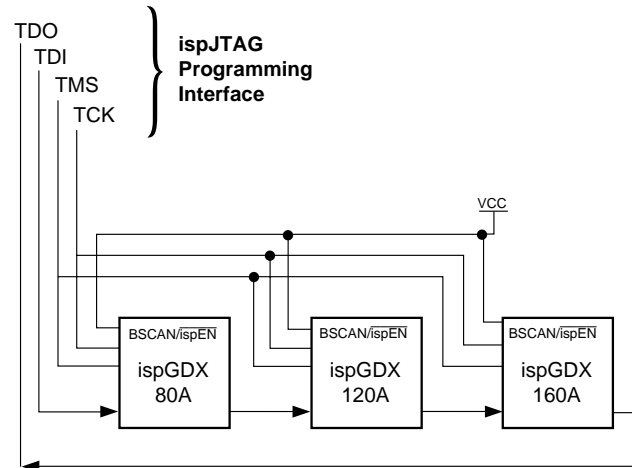 TDO
TDI
TMS
TCK
ispJTAG
Programming
Interface
VCC
BSCAN/ispEN
ispGDX
80A
BSCAN/ispEN
ispGDX
120A
BSCAN/ispEN
ispGDX
160A